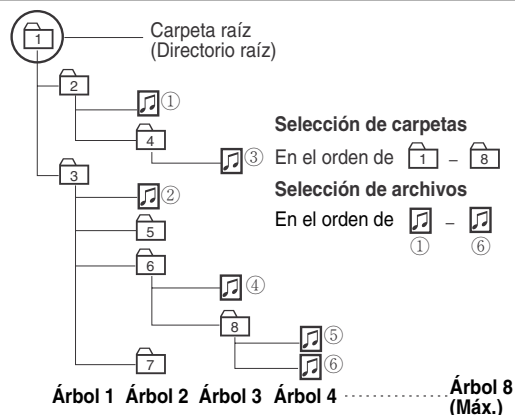 1
Carpeta raíz
(Directorio raíz)
2
①
4
③
3
②
5
6
④
8
⑤
⑥
7
Selección de carpetas
En el orden de 1 – 8
Selección de archivos
En el orden de –
① ⑥
Árbol 1 Árbol 2 Árbol 3 Árbol 4 Árbol 8
(Máx.)